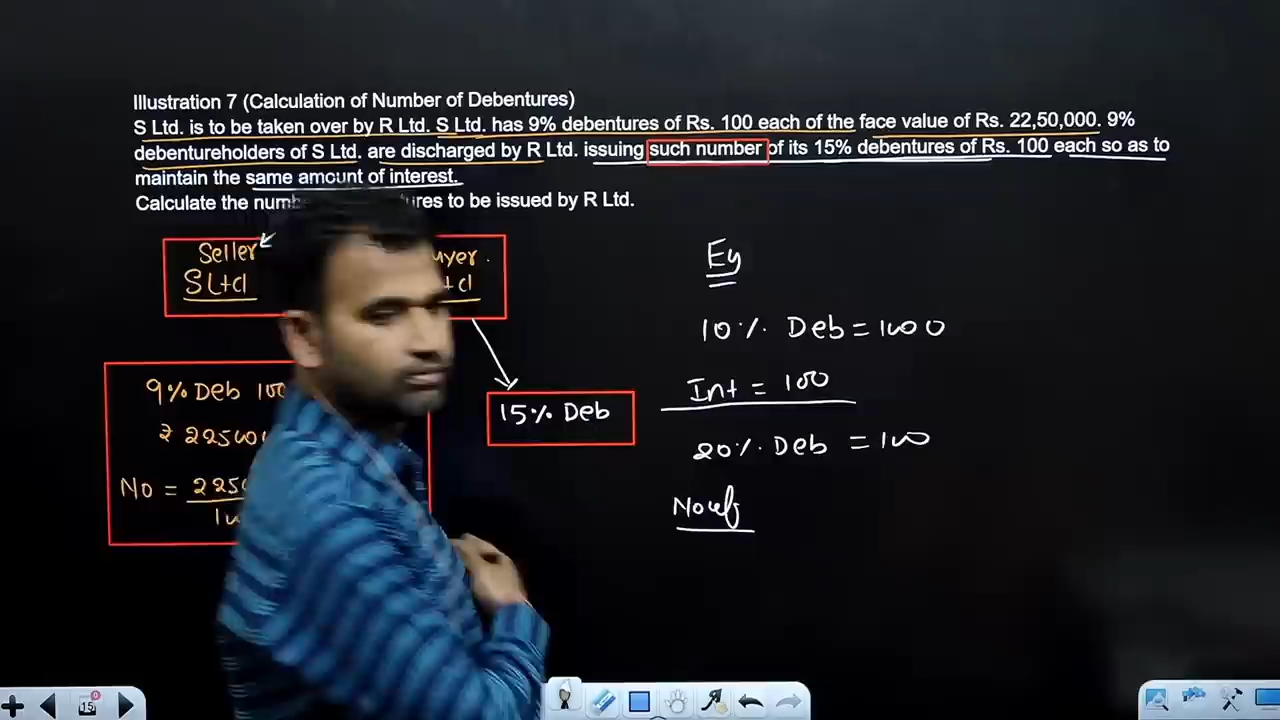 Illustration 7 (Calculation of Number of Debentures)
S Ltd. is to be taken over by R Ltd. S Ltd. has 9% debentures of Rs. 100 each of the face value of Rs. 22,50,000. 9%
debentureholders of S Ltd. are discharged by R Ltd. issuing such number of its 15% debentures of Rs. 100 each so as to
maintain the same amount of interest.
Calculate the to be issued by R Ltd.
Seller
S Ltd
Eg
10% Deb = 1000
9% Deb 100
15% Deb
Int = 100
₹
20% Deb = 100
No =
No of
15